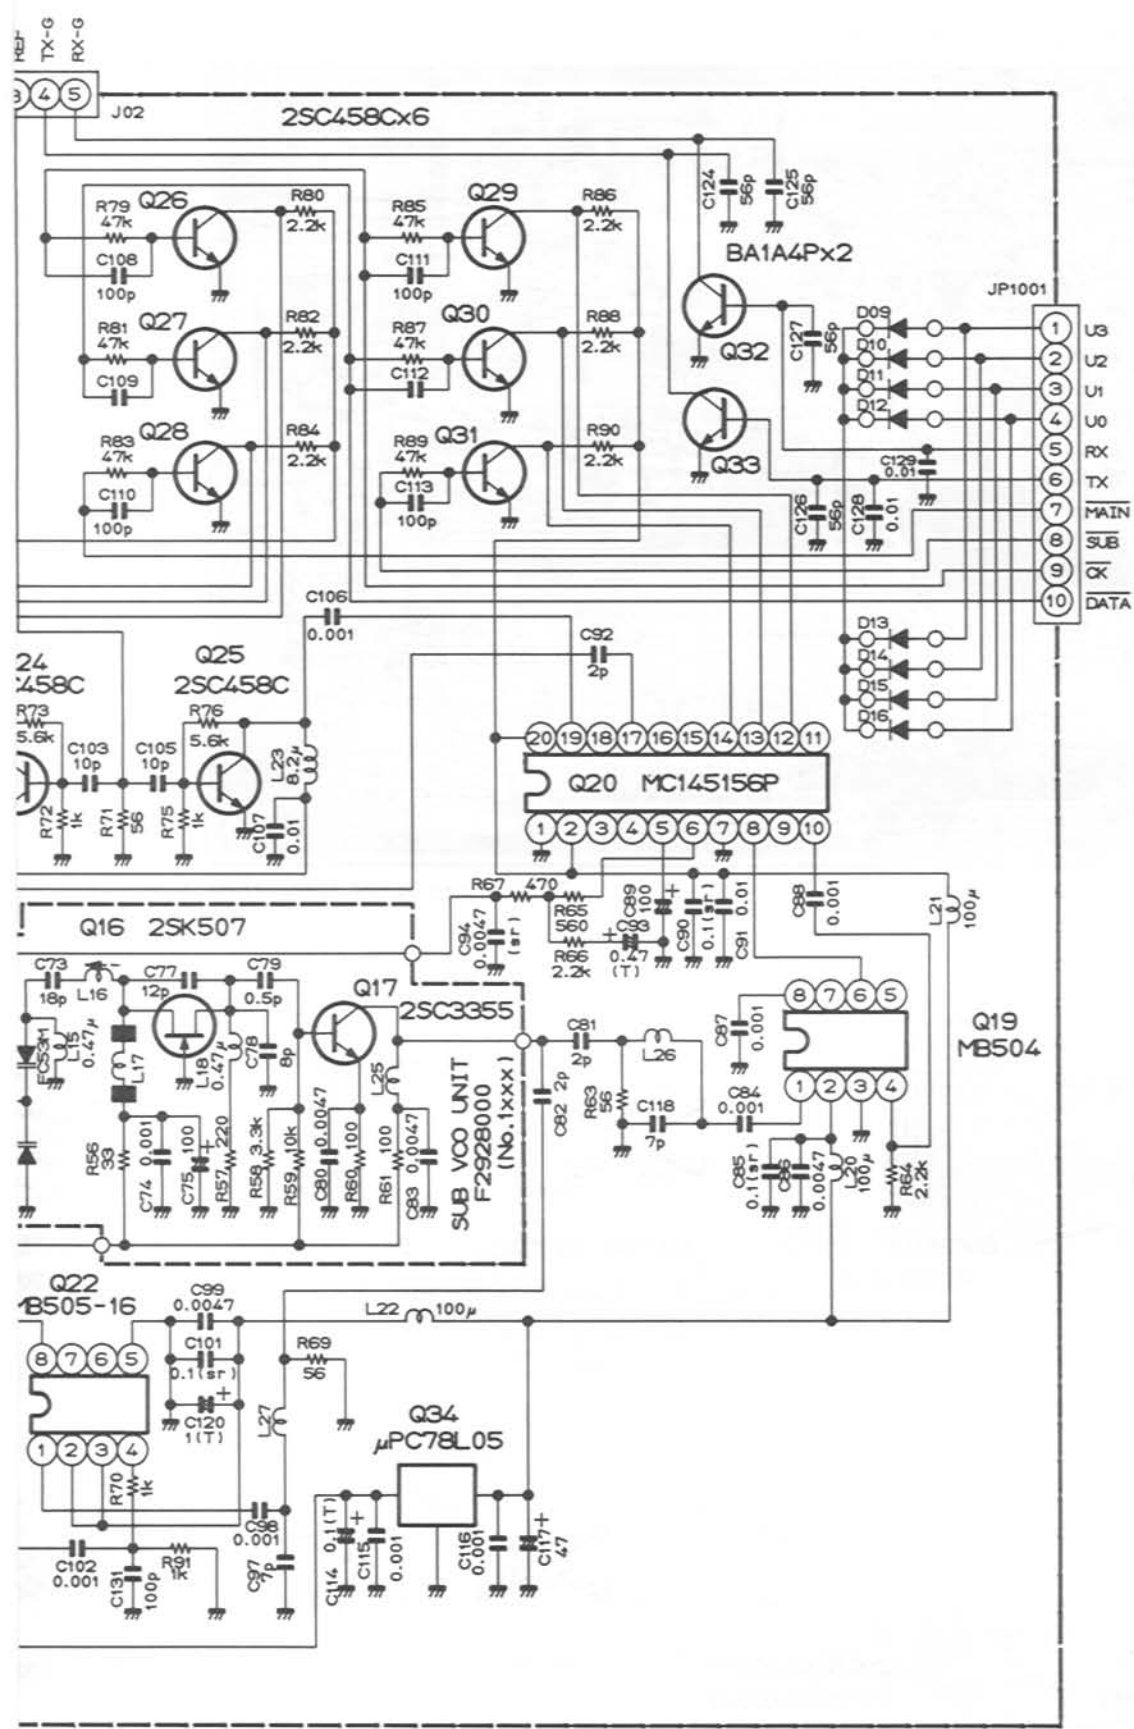 REF
TX-G
RX-G
3 4 5
J02
2SC458Cx6
C124
56p
C125
56p
Q26
R79
47k
C108
100p
R80
2.2k
Q29
R85
47k
C111
100p
R86
2.2k
BA1A4Px2
Q27
R81
47k
C109
R82
2.2k
Q30
R87
47k
C112
R88
2.2k
Q32
C127
56p
JP1001
D09
D10
D11
D12
1 U3
2 U2
3 U1
4 U0
5 RX
6 TX
7 MAIN
8 SUB
9 CK
10 DATA
Q28
R83
47k
C110
100p
R84
2.2k
Q31
R89
47k
C113
100p
R90
2.2k
Q33
C129
0.01
C126
56p
C128
0.01
C106
0.001
C92
2p
D13
D14
D15
D16
24
458C
R73
5.6k
Q25
2SC458C
R76
5.6k
C103
10p
C105
10p
L23
8.2μ
R72
1k
R71
56
R75
1k
C107
0.01
20 19 18 17 16 15 14 13 12 11
Q20 MC145156P
1 2 3 4 5 6 7 8 9 10
R67
470
R65
560
R66
2.2k
C94
0.0047
(sr)
C93
0.47
(T)
C89
100
C90
0.1(sr)
C91
0.01
C88
0.001
L21
100μ
Q16 2SK507
C73
18p
L16
C77
12p
C79
0.5p
Q17
2SC3355
FC53M
L15
0.47μ
L17
L18
0.47μ
C78
8p
L25
R56
33
C74
0.001
C75
100
R57
220
R58
3.3k
R59
10k
C80
0.0047
R60
100
R61
100
C83
0.0047
SUB VCO UNIT
F2928000
(No.1xxx)
C81
2p
C82
2p
L26
R63
56
C118
7p
C84
0.001
C87
0.001
8 7 6 5
Q19
MB504
1 2 3 4
C85
0.1(sr)
C86
0.0047
L20
100μ
R64
2.2k
Q22
MB505-16
C99
0.0047
C101
0.1(sr)
C120
1(T)
8 7 6 5
1 2 3 4
R70
1k
L22
100μ
R69
56
L27
Q34
μPC78L05
C98
0.001
C97
7p
C102
0.001
C131
100p
R91
1k
C114
0.1(T)
C115
0.001
C116
0.001
C117
47